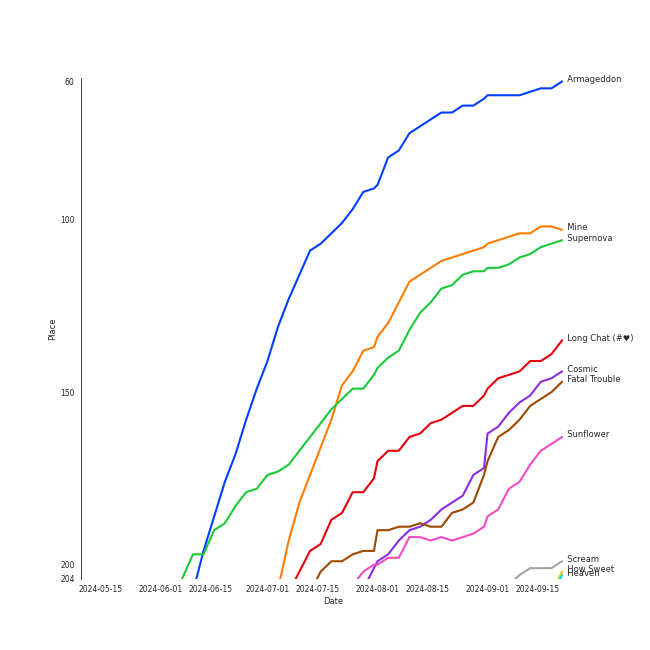 60
Armageddon
100
Mine
Supernova
Place
Long Chat (#♥)
Cosmic
Fatal Trouble
150
Sunflower
Scream
200
How Sweet
Heaven
204
2024-05-15 2024-06-01 2024-06-15 2024-07-01 2024-07-15 2024-08-01 2024-08-15 2024-09-01 2024-09-15
Date